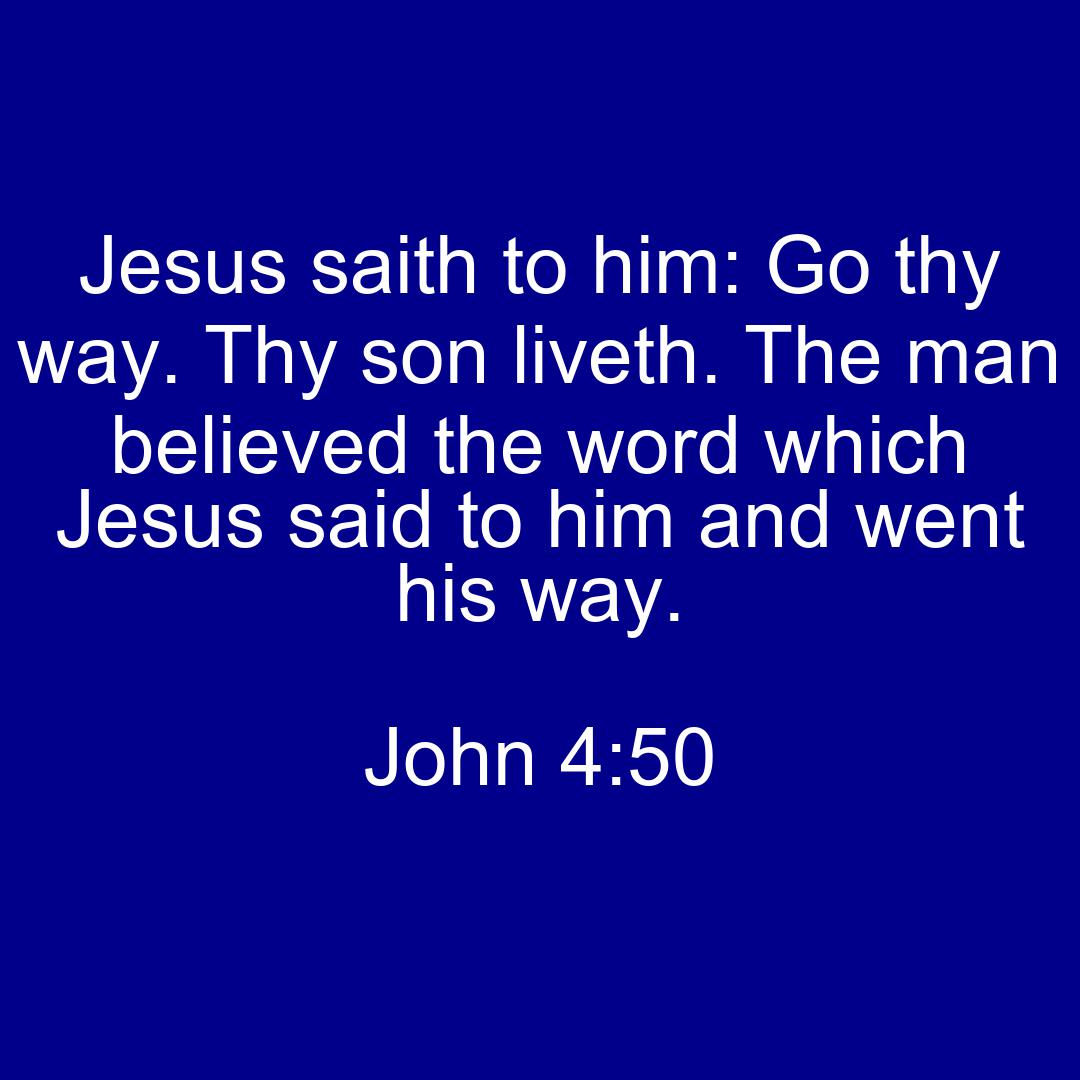 Jesus saith to him: Go thy
way. Thy son liveth. The man
believed the word which
Jesus said to him and went
his way.
John 4:50